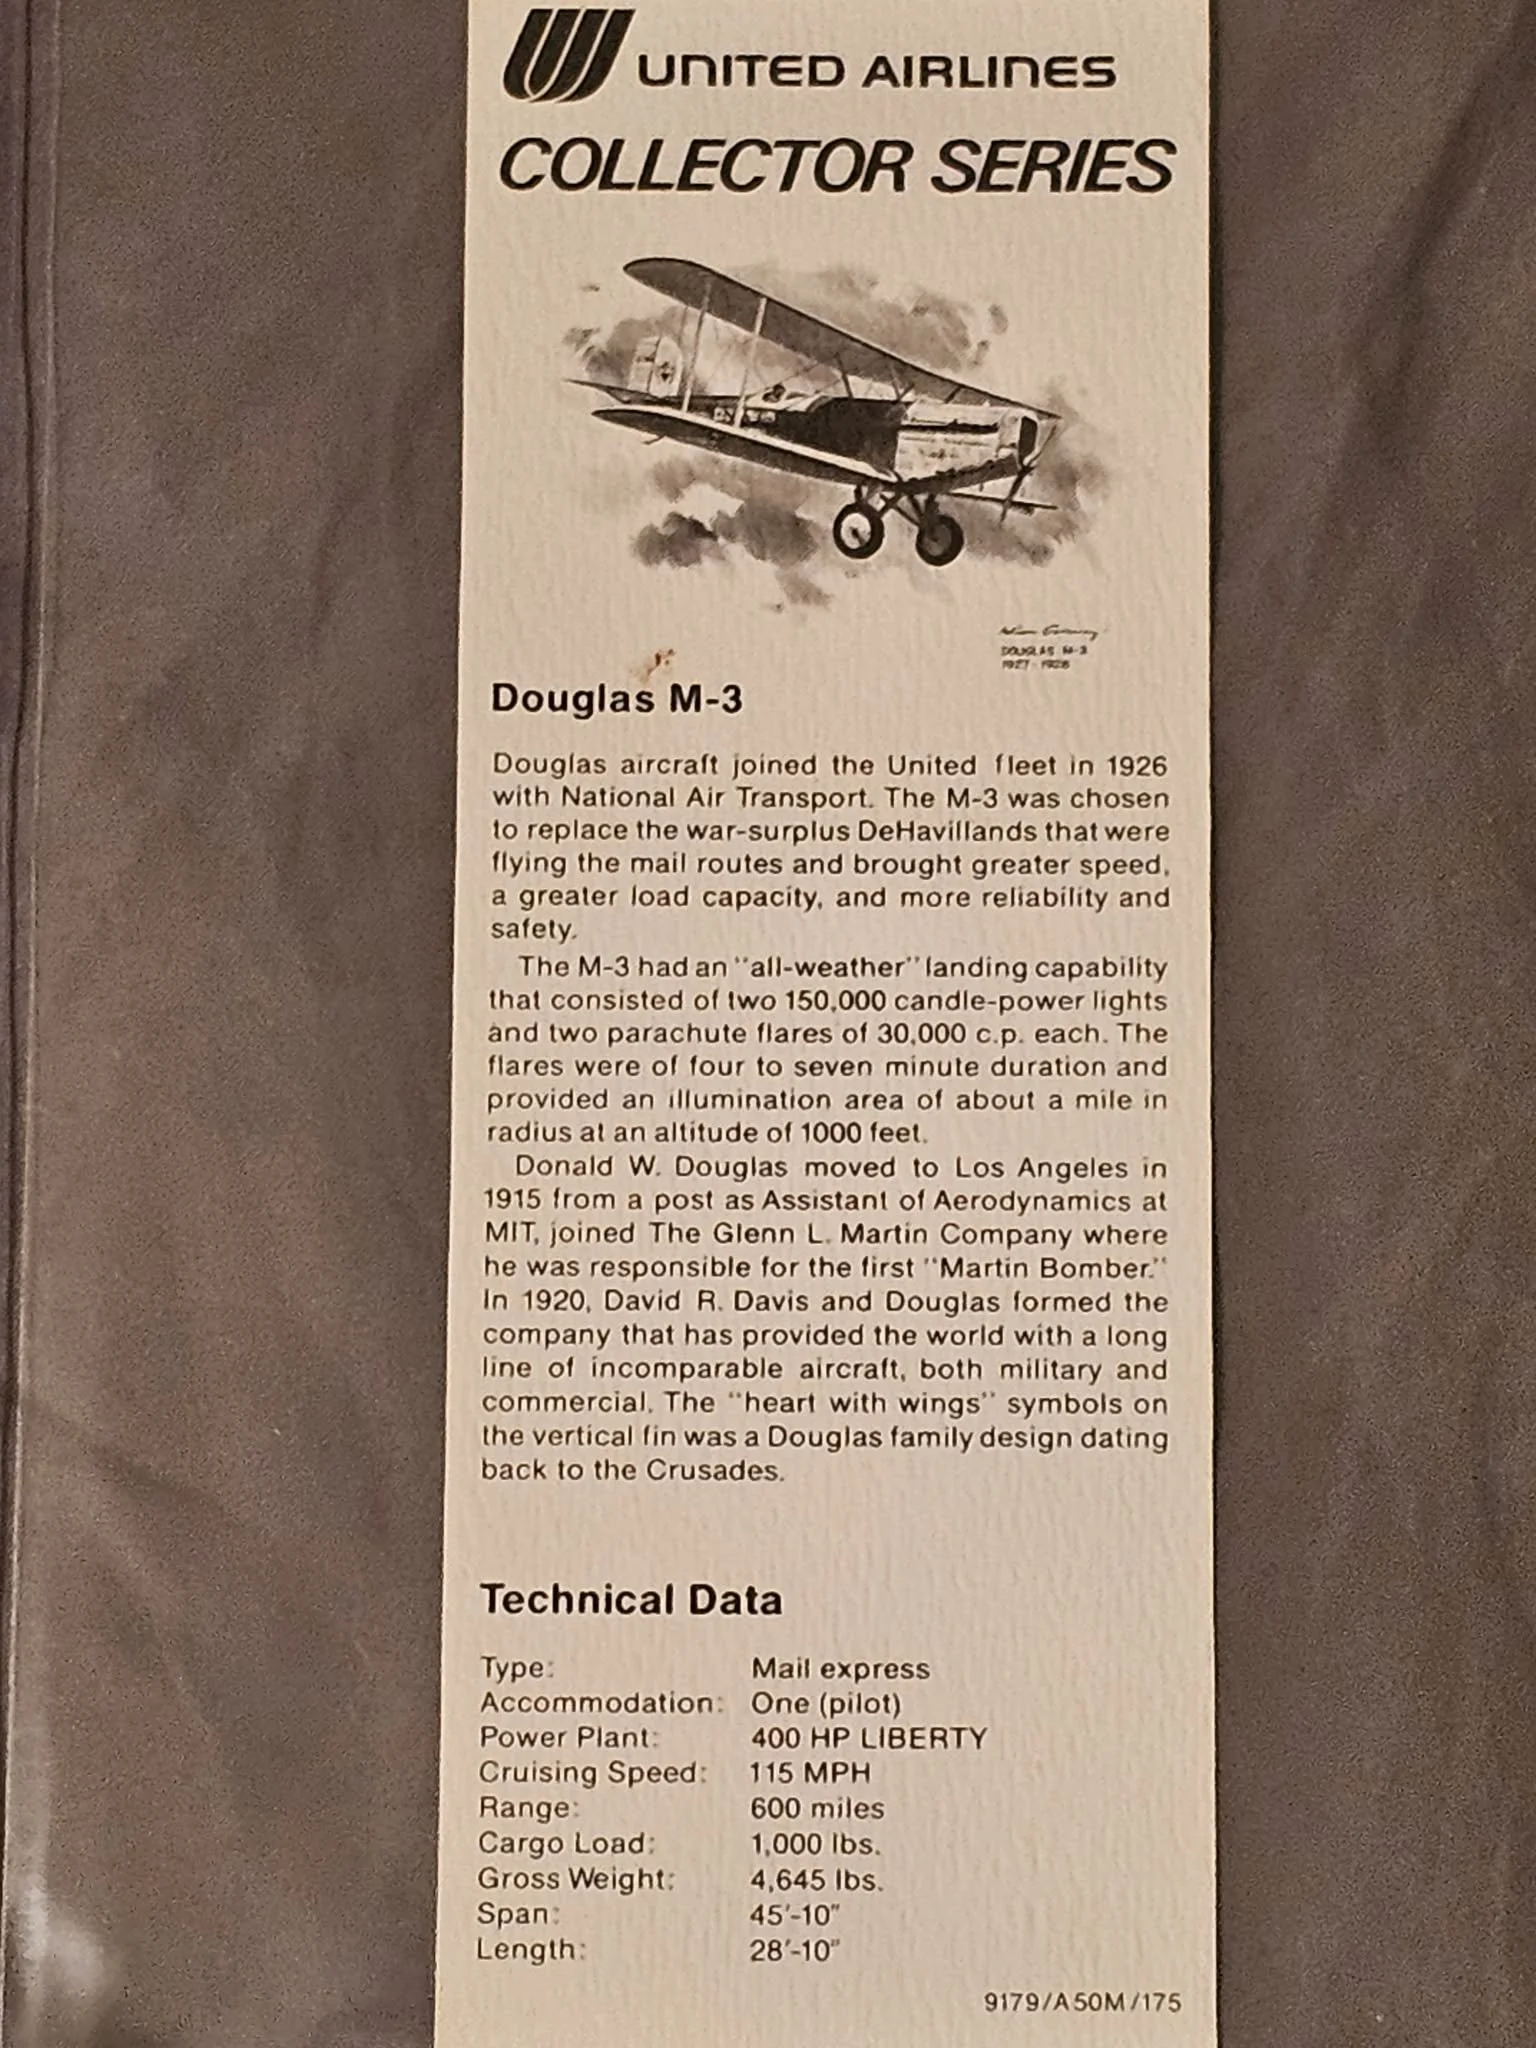 UNITED AIRLINES
COLLECTOR SERIES
DOUGLAS M-3
1927-1928
Douglas M-3
Douglas aircraft joined the United fleet in 1926
with National Air Transport. The M-3 was chosen
to replace the war-surplus DeHavillands that were
flying the mail routes and brought greater speed,
a greater load capacity, and more reliability and
safety.
The M-3 had an "all-weather" landing capability
that consisted of two 150,000 candle-power lights
and two parachute flares of 30,000 c.p. each. The
flares were of four to seven minute duration and
provided an illumination area of about a mile in
radius at an altitude of 1000 feet.
Donald W. Douglas moved to Los Angeles in
1915 from a post as Assistant of Aerodynamics at
MIT, joined The Glenn L. Martin Company where
he was responsible for the first "Martin Bomber."
In 1920, David R. Davis and Douglas formed the
company that has provided the world with a long
line of incomparable aircraft, both military and
commercial. The "heart with wings" symbols on
the vertical fin was a Douglas family design dating
back to the Crusades.
Technical Data
Type: Mail express
Accommodation: One (pilot)
Power Plant: 400 HP LIBERTY
Cruising Speed: 115 MPH
Range: 600 miles
Cargo Load: 1,000 lbs.
Gross Weight: 4,645 lbs.
Span: 45'-10"
Length: 28'-10"
9179/A50M/175